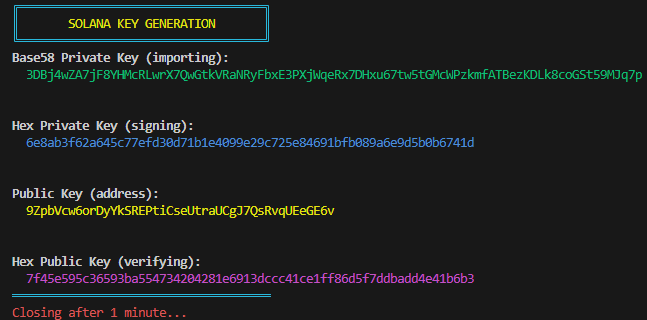 SOLANA KEY GENERATION
Base58 Private Key (importing):
3DBj4wZA7jF8YHMcRLwrX7QwGtkVRaNRyFbxE3PXjWqeRx7DHxu67tw5tGMcWPzkmfATBezKDLk8coGSt59MJq7p
Hex Private Key (signing):
6e8ab3f62a645c77efd30d71b1e4099e29c725e84691bfb089a6e9d5b0b6741d
Public Key (address):
9ZpbVcw6orDyYkSREPtiCseUtraUCgJ7QsRvqUEeGE6v
Hex Public Key (verifying):
7f45e595c36593ba554734204281e6913dccc41ce1ff86d5f7ddbadd4e41b6b3
Closing after 1 minute...